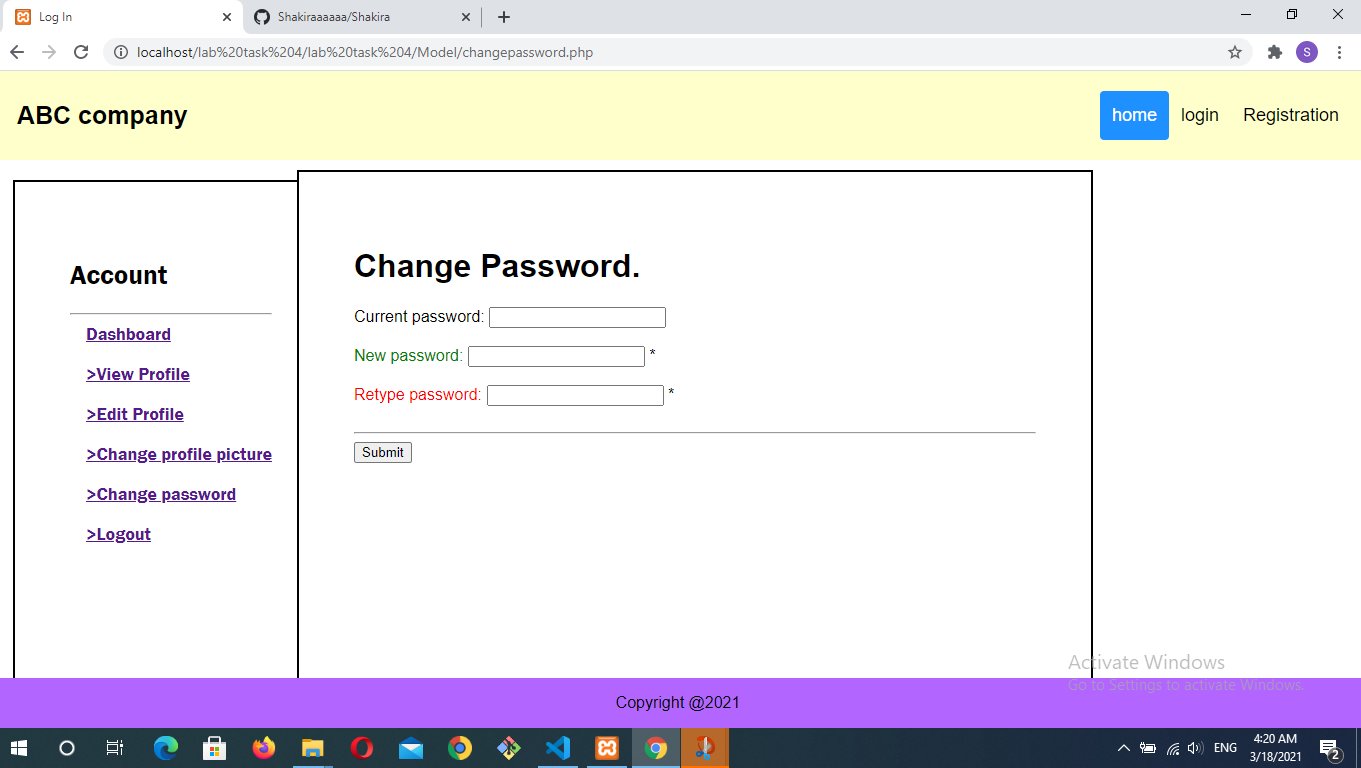 Log In
Shakiraaaaaa/Shakira
localhost/lab%20task%204/lab%20task%204/Model/changepassword.php
S
ABC company
home
login
Registration
Account
Dashboard
>View Profile
>Edit Profile
>Change profile picture
>Change password
>Logout
Change Password.
Current password:
New password: *
Retype password: *
Submit
Activate Windows
Go to Settings to activate Windows.
Copyright @2021
ENG
4:20 AM
3/18/2021
2